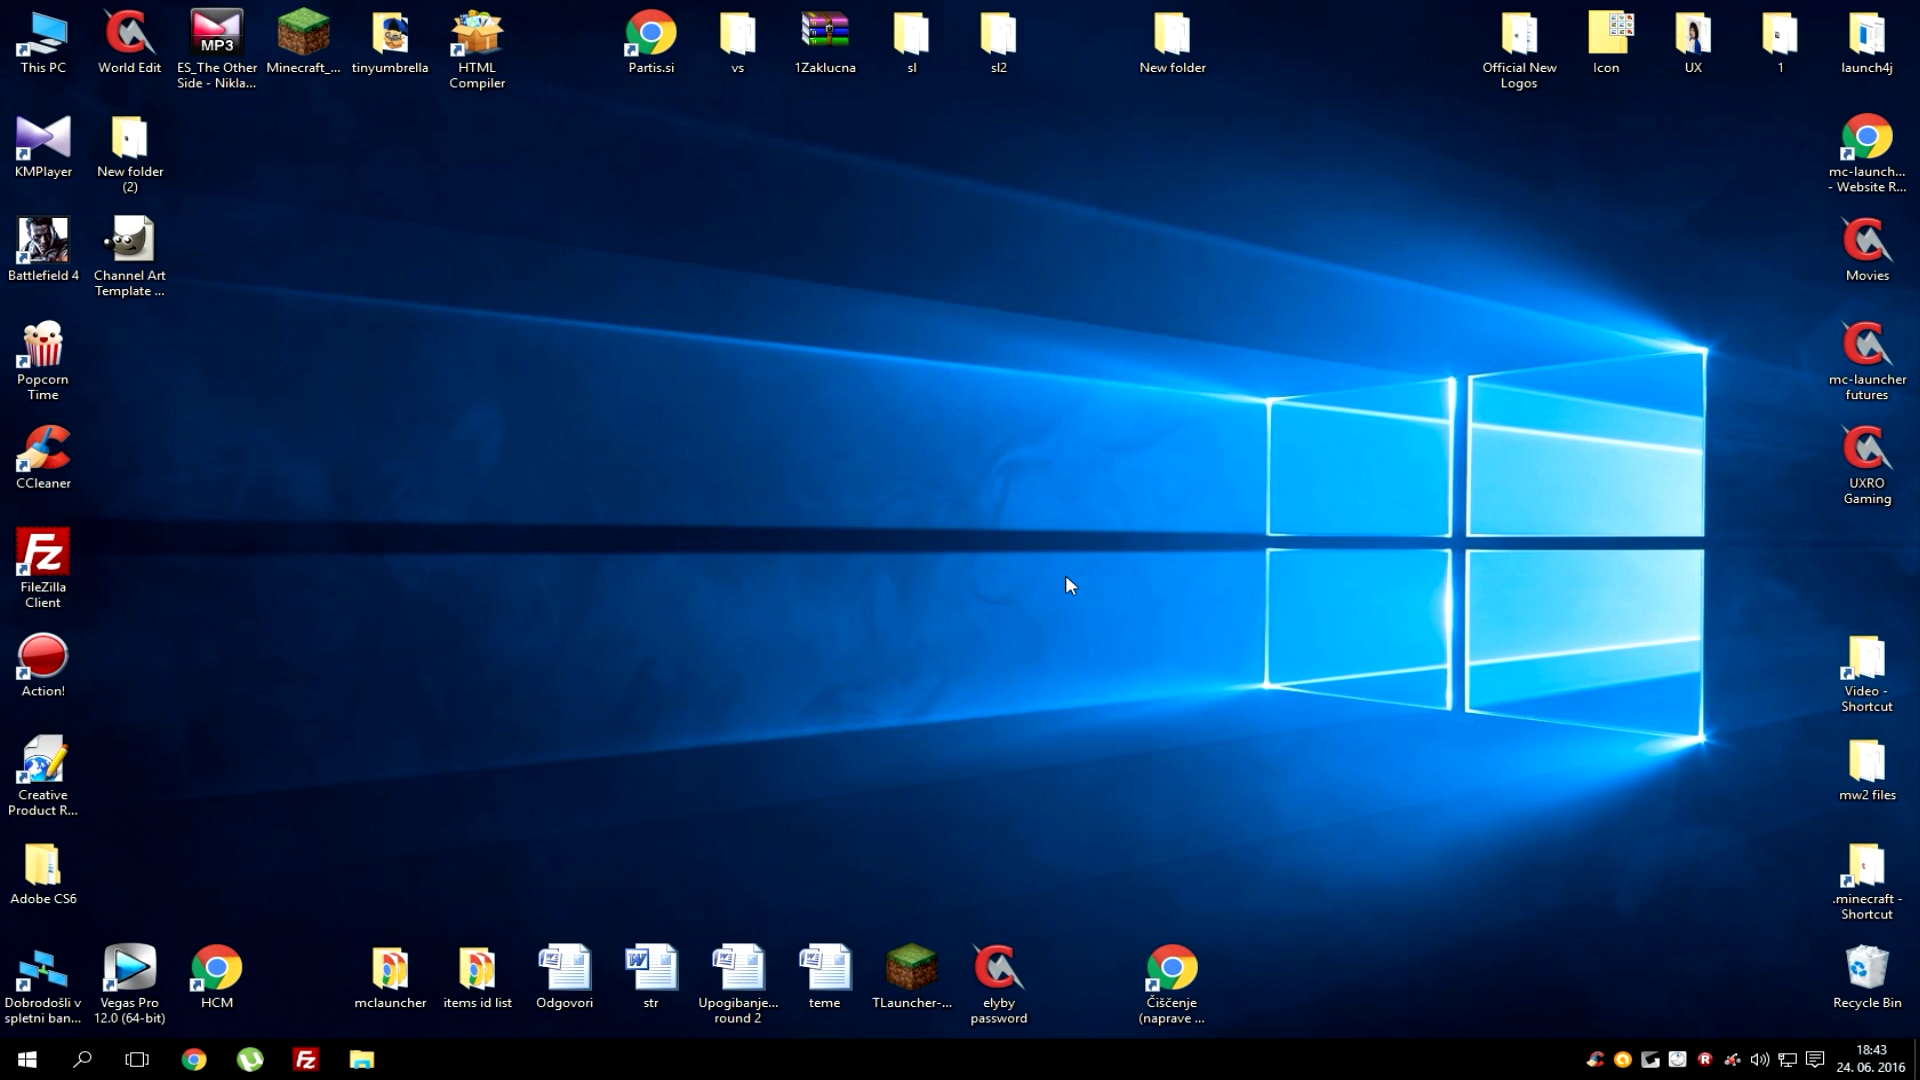 This PC
World Edit
MP3
ES_The Other
Side - Nikla...
Minecraft_...
tinyumbrella
HTML
Compiler
Partis.si
vs
1Zaklucna
sl
sl2
New folder
Official New
Logos
Icon
UX
1
launch4j
KMPlayer
New folder
(2)
mc-launch...
- Website R...
Battlefield 4
Channel Art
Template ...
Movies
Popcorn
Time
mc-launcher
futures
CCleaner
UXRO
Gaming
Fz
FileZilla
Client
Action!
Video -
Shortcut
Creative
Product R...
mw2 files
Adobe CS6
.minecraft -
Shortcut
Dobrodošli v
spletni ban...
Vegas Pro
12.0 (64-bit)
HCM
mclauncher
items id list
Odgovori
str
Upogibanje...
round 2
teme
TLauncher-...
elyby
password
Čiščenje
(naprave ...
Recycle Bin
Fz
18:43
24. 06. 2016